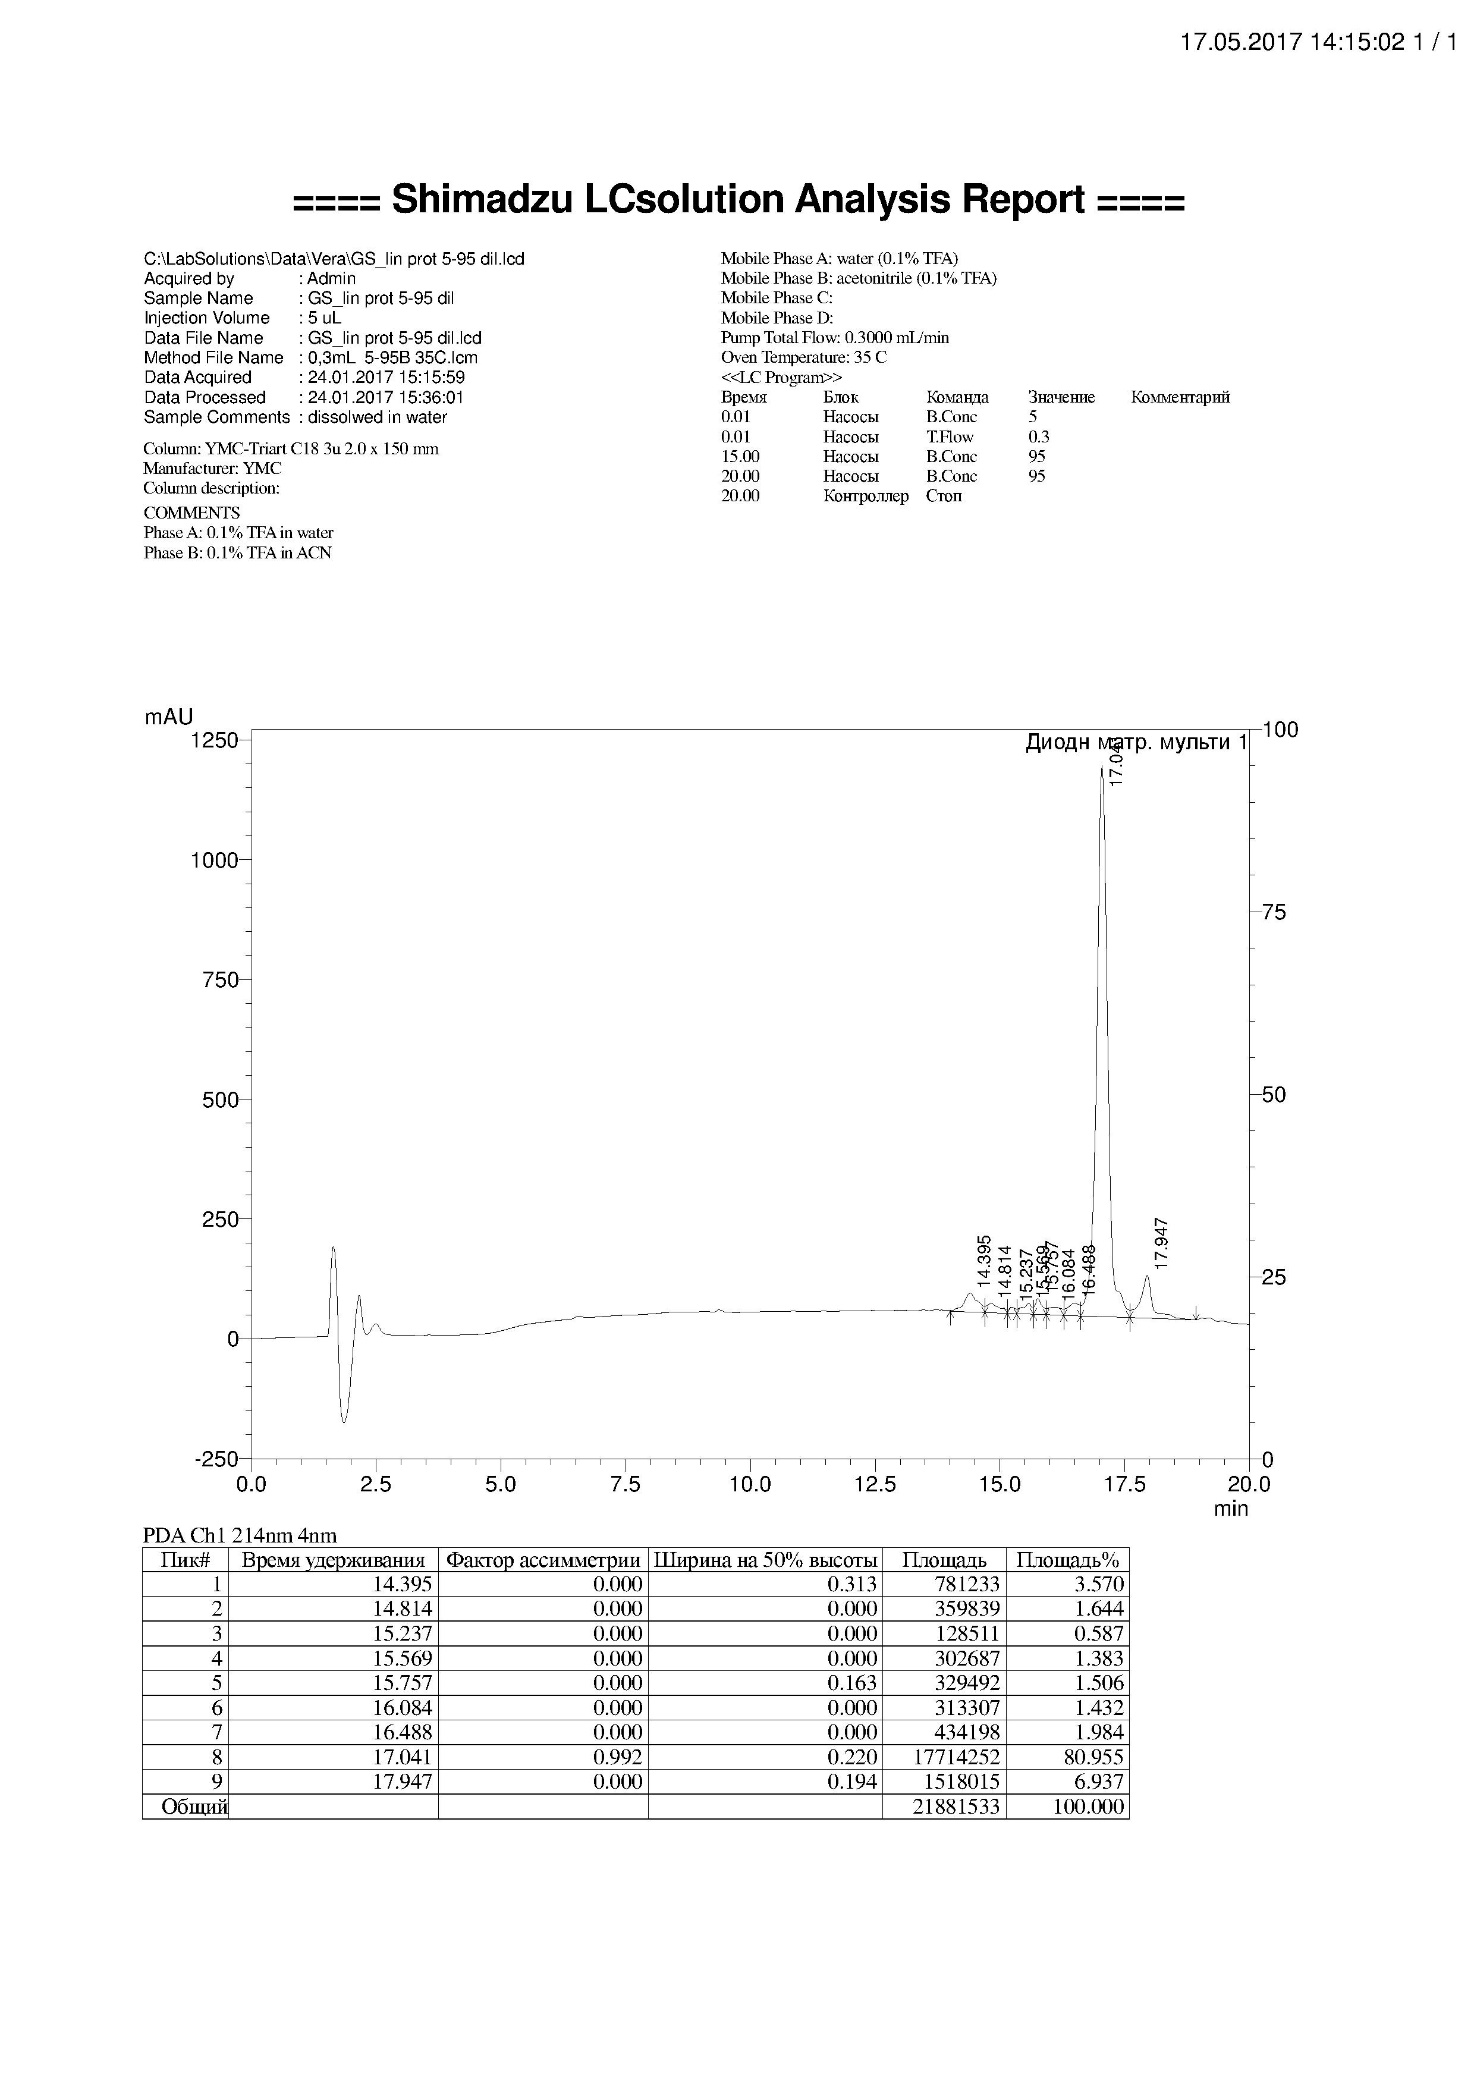 17.05.2017 14:15:02 1 / 1
==== Shimadzu LCsolution Analysis Report ====
C:\LabSolutions\Data\Vera\GS_lin prot 5-95 dil.lcd
Acquired by : Admin
Sample Name : GS_lin prot 5-95 dil
Injection Volume : 5 uL
Data File Name : GS_lin prot 5-95 dil.lcd
Method File Name : 0,3mL 5-95B 35C.lcm
Data Acquired : 24.01.2017 15:15:59
Data Processed : 24.01.2017 15:36:01
Sample Comments : dissolwed in water
Column: YMC-Triart C18 3u 2.0 x 150 mm
Manufacturer: YMC
Column description:
COMMENTS
Phase A: 0.1% TFA in water
Phase B: 0.1% TFA in ACN
Mobile Phase A: water (0.1% TFA)
Mobile Phase B: acetonitrile (0.1% TFA)
Mobile Phase C:
Mobile Phase D:
Pump Total Flow: 0.3000 mL/min
Oven Temperature: 35 C
<<LC Program>>
Время Блок Команда Значение Комментарий
0.01 Насосы B.Conc 5
0.01 Насосы T.Flow 0.3
15.00 Насосы B.Conc 95
20.00 Насосы B.Conc 95
20.00 Контроллер Стоп
mAU
Диодн матр. мульти 1
1250
1000
750
500
250
0
-250
100
75
50
25
0
14.395
14.814
15.237
15.569
15.757
16.084
16.488
17.041
17.947
0.0 2.5 5.0 7.5 10.0 12.5 15.0 17.5 20.0
min
PDA Ch1 214nm 4nm
Пик# Время удерживания Фактор ассимметрии Ширина на 50% высоты Площадь Площадь%
1 14.395 0.000 0.313 781233 3.570
2 14.814 0.000 0.000 359839 1.644
3 15.237 0.000 0.000 128511 0.587
4 15.569 0.000 0.000 302687 1.383
5 15.757 0.000 0.163 329492 1.506
6 16.084 0.000 0.000 313307 1.432
7 16.488 0.000 0.000 434198 1.984
8 17.041 0.992 0.220 17714252 80.955
9 17.947 0.000 0.194 1518015 6.937
Общий 21881533 100.000